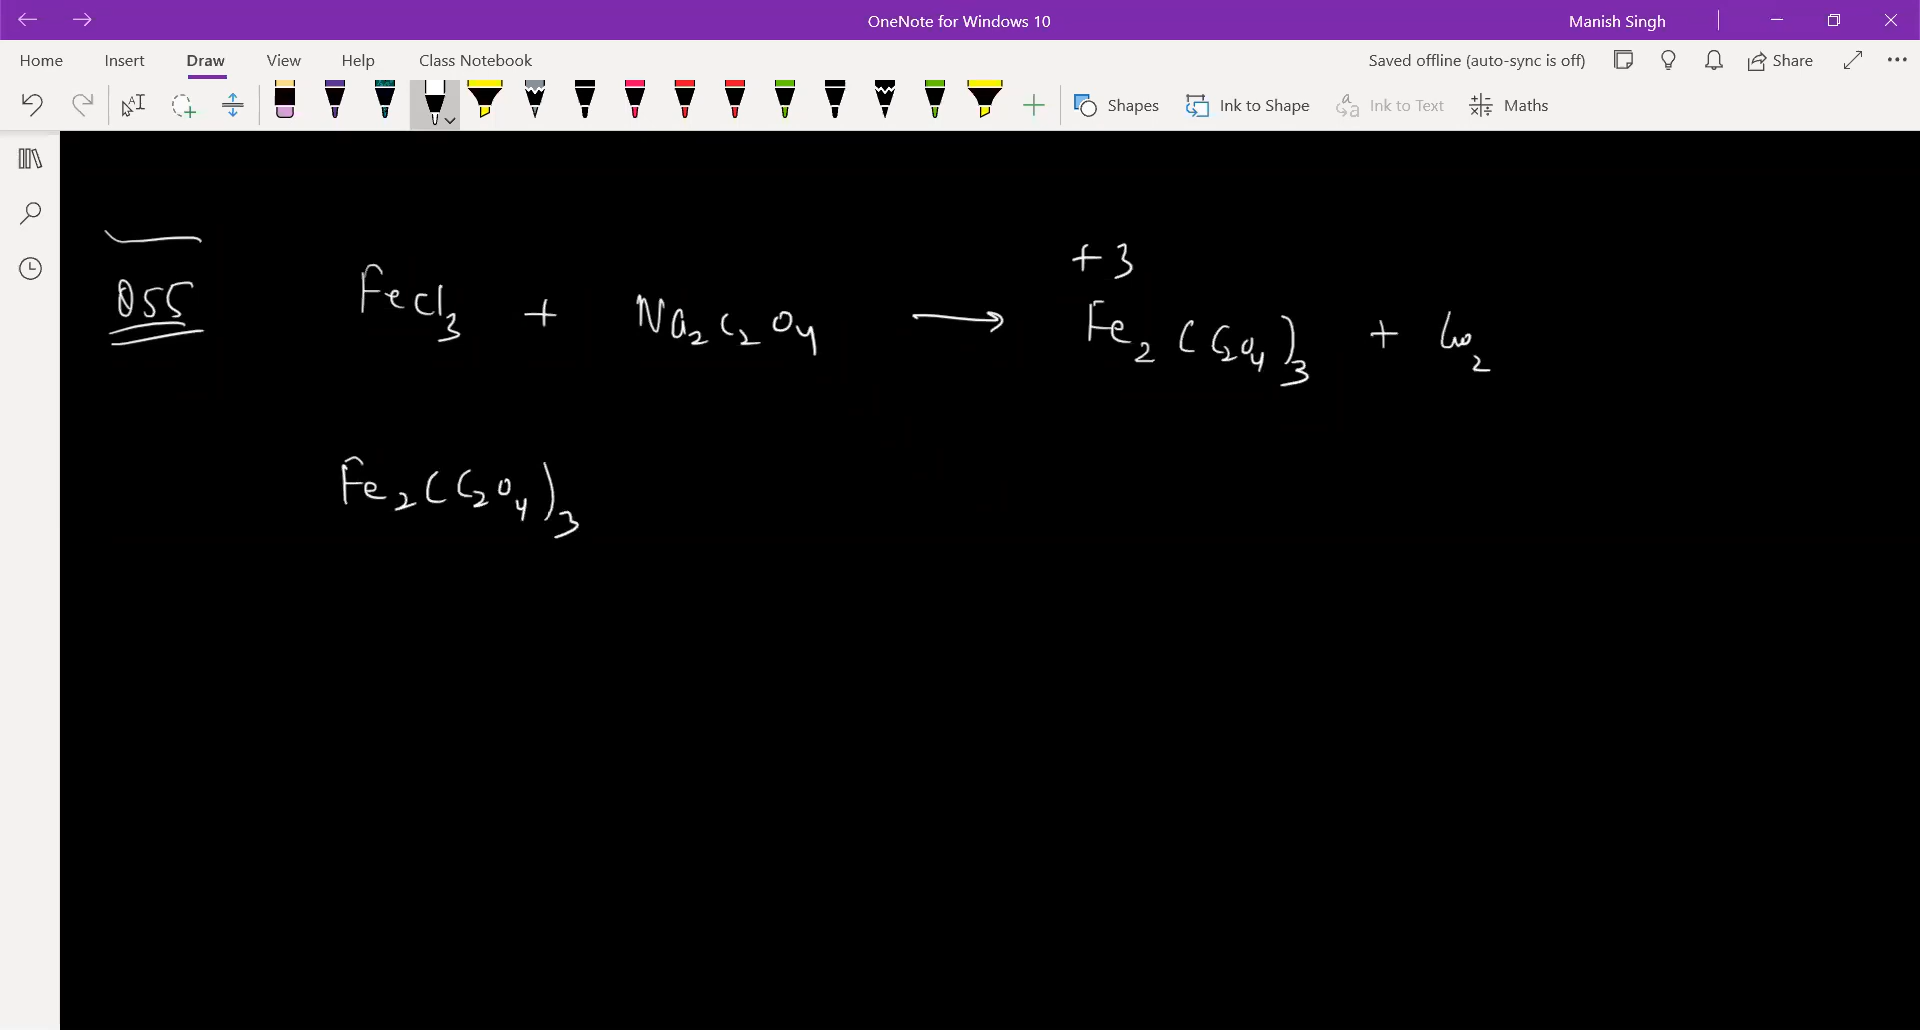 OneNote for Windows 10
Manish Singh
Home Insert Draw View Help Class Notebook
Saved offline (auto-sync is off) Share
Shapes Ink to Shape Ink to Text Maths
+3
Q55 FeCl3 + Na2C2O4 → Fe2(C2O4)3 + CO2
Fe2(C2O4)3